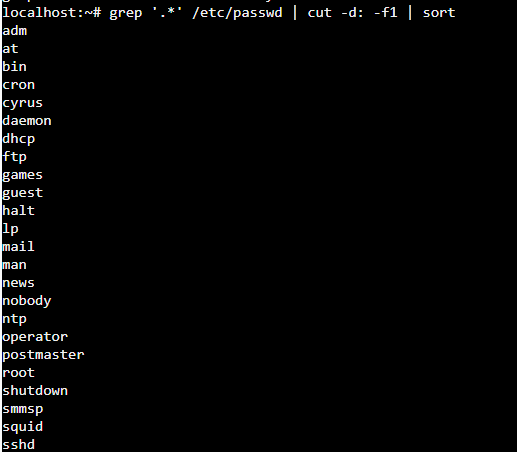 localhost:~# grep '.*' /etc/passwd | cut -d: -f1 | sort
adm
at
bin
cron
cyrus
daemon
dhcp
ftp
games
guest
halt
lp
mail
man
news
nobody
ntp
operator
postmaster
root
shutdown
smmsp
squid
sshd